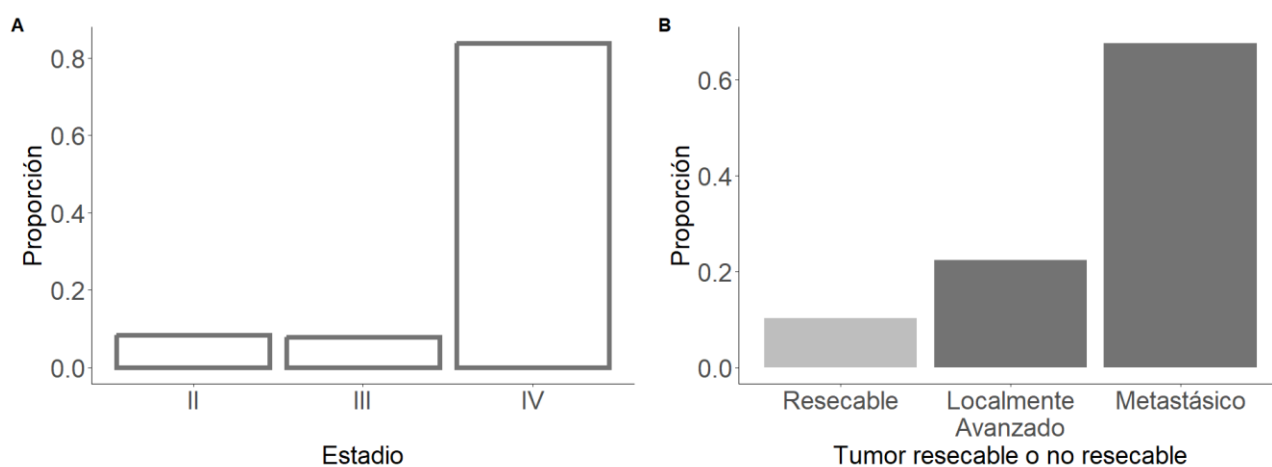 A
Proporción
0.8
0.6
0.4
0.2
0.0
II III IV
Estadio
B
Proporción
0.6
0.4
0.2
0.0
Resecable Localmente Metastásico
Avanzado
Tumor resecable o no resecable